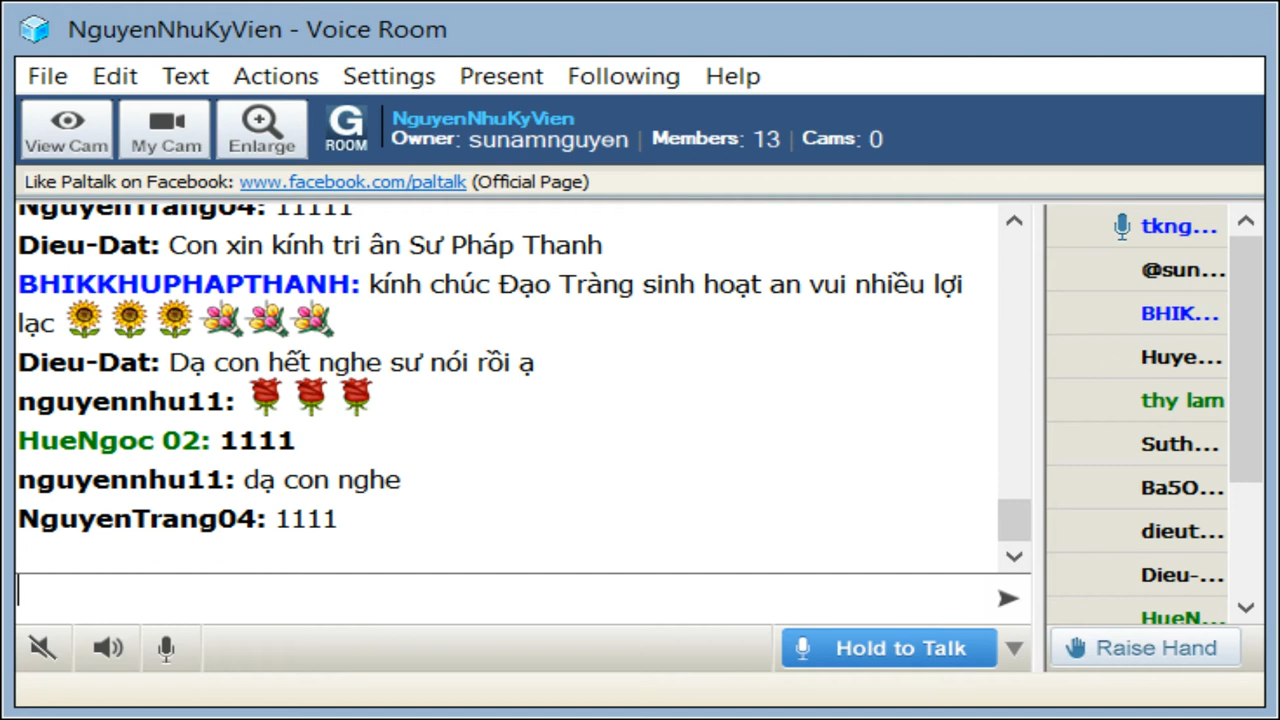 NguyenNhuKyVien - Voice Room
File Edit Text Actions Settings Present Following Help
View Cam My Cam Enlarge G ROOM
NguyenNhuKyVien
Owner: sunamnguyen | Members: 13 | Cams: 0
Like Paltalk on Facebook: www.facebook.com/paltalk (Official Page)
NguyenTrang04: 11111
Dieu-Dat: Con xin kính tri ân Sư Pháp Thanh
BHIKKHUPHAPTHANH: kính chúc Đạo Tràng sinh hoạt an vui nhiều lợi
lạc
Dieu-Dat: Dạ con hết nghe sư nói rồi ạ
nguyennhu11:
HueNgoc 02: 1111
nguyennhu11: dạ con nghe
NguyenTrang04: 1111
tkng...
@sun...
BHIK...
Huye...
thy lam
Suth...
Ba5O...
dieut...
Dieu-...
HueN...
Hold to Talk
Raise Hand